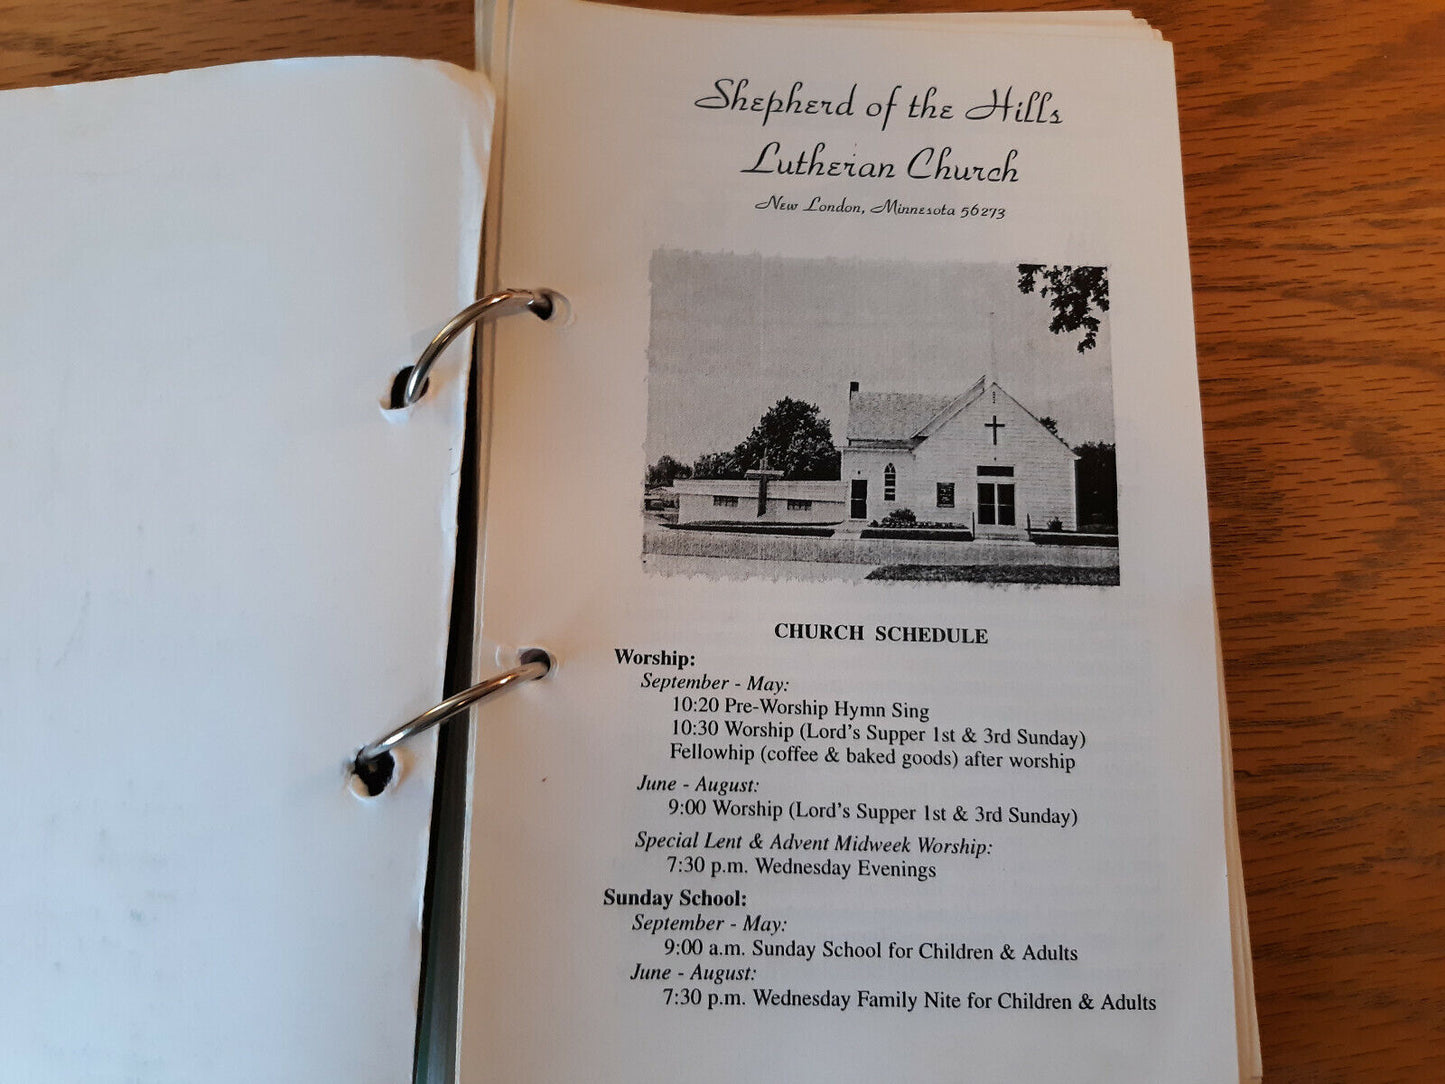 Shepherd of the Hills
Lutheran Church
New London, Minnesota 56273
CHURCH SCHEDULE
Worship:
September - May:
10:20 Pre-Worship Hymn Sing
10:30 Worship (Lord's Supper 1st & 3rd Sunday)
Fellowhip (coffee & baked goods) after worship
June - August:
9:00 Worship (Lord's Supper 1st & 3rd Sunday)
Special Lent & Advent Midweek Worship:
7:30 p.m. Wednesday Evenings
Sunday School:
September - May:
9:00 a.m. Sunday School for Children & Adults
June - August:
7:30 p.m. Wednesday Family Nite for Children & Adults